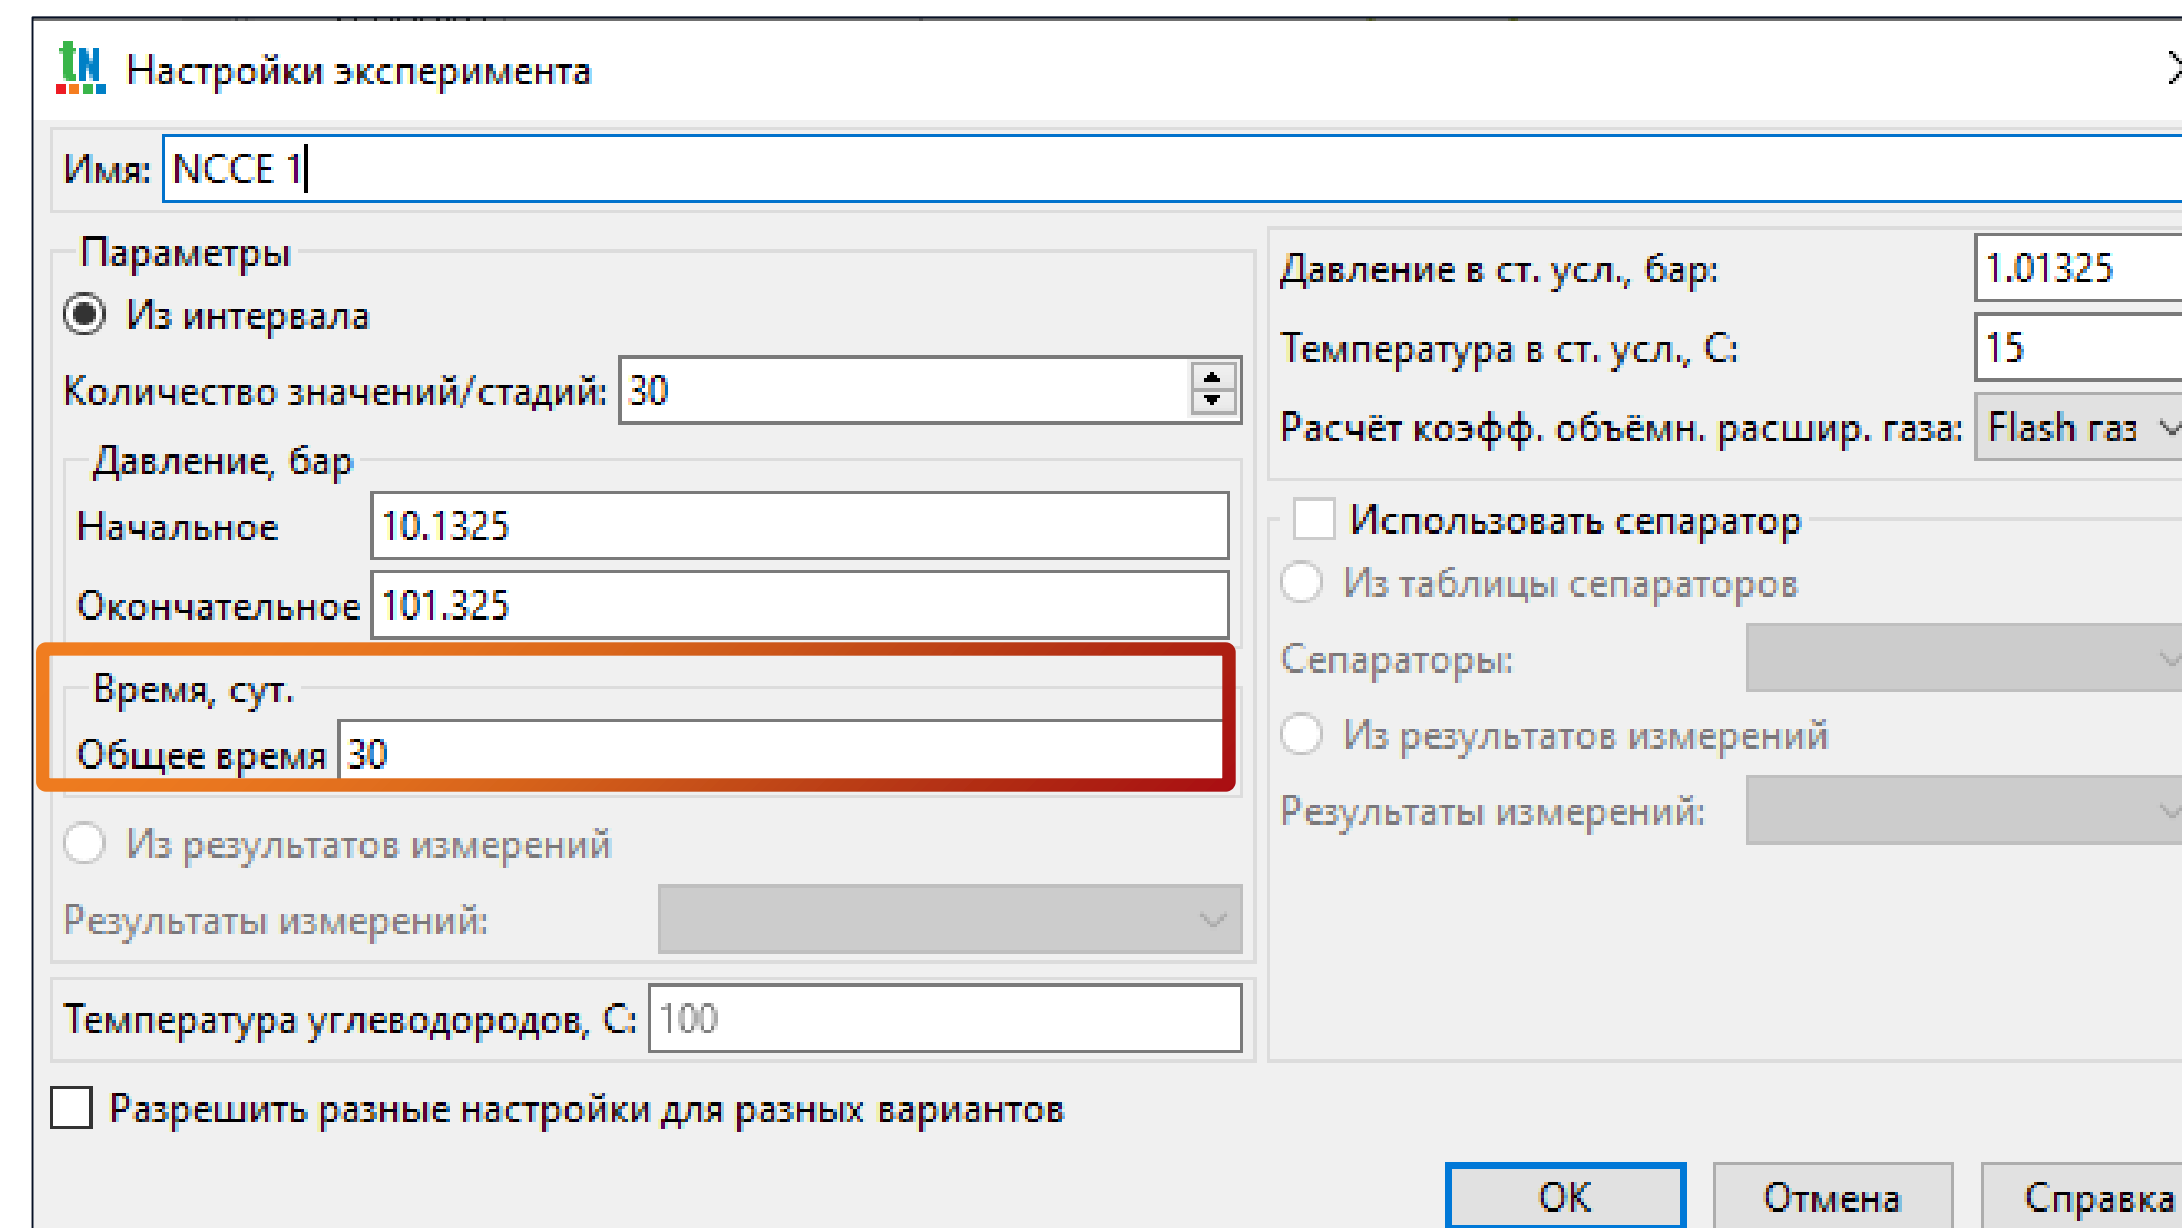 tN Настройки эксперимента
Имя: NCCE 1
Параметры
Из интервала
Количество значений/стадий: 30
Давление, бар
Начальное 10.1325
Окончательное 101.325
Время, сут.
Общее время 30
Из результатов измерений
Результаты измерений:
Температура углеводородов, C: 100
Давление в ст. усл., бар: 1.01325
Температура в ст. усл., C: 15
Расчёт коэфф. объёмн. расшир. газа: Flash газ
Использовать сепаратор
Из таблицы сепараторов
Сепараторы:
Из результатов измерений
Результаты измерений:
Разрешить разные настройки для разных вариантов
OK Отмена Справка